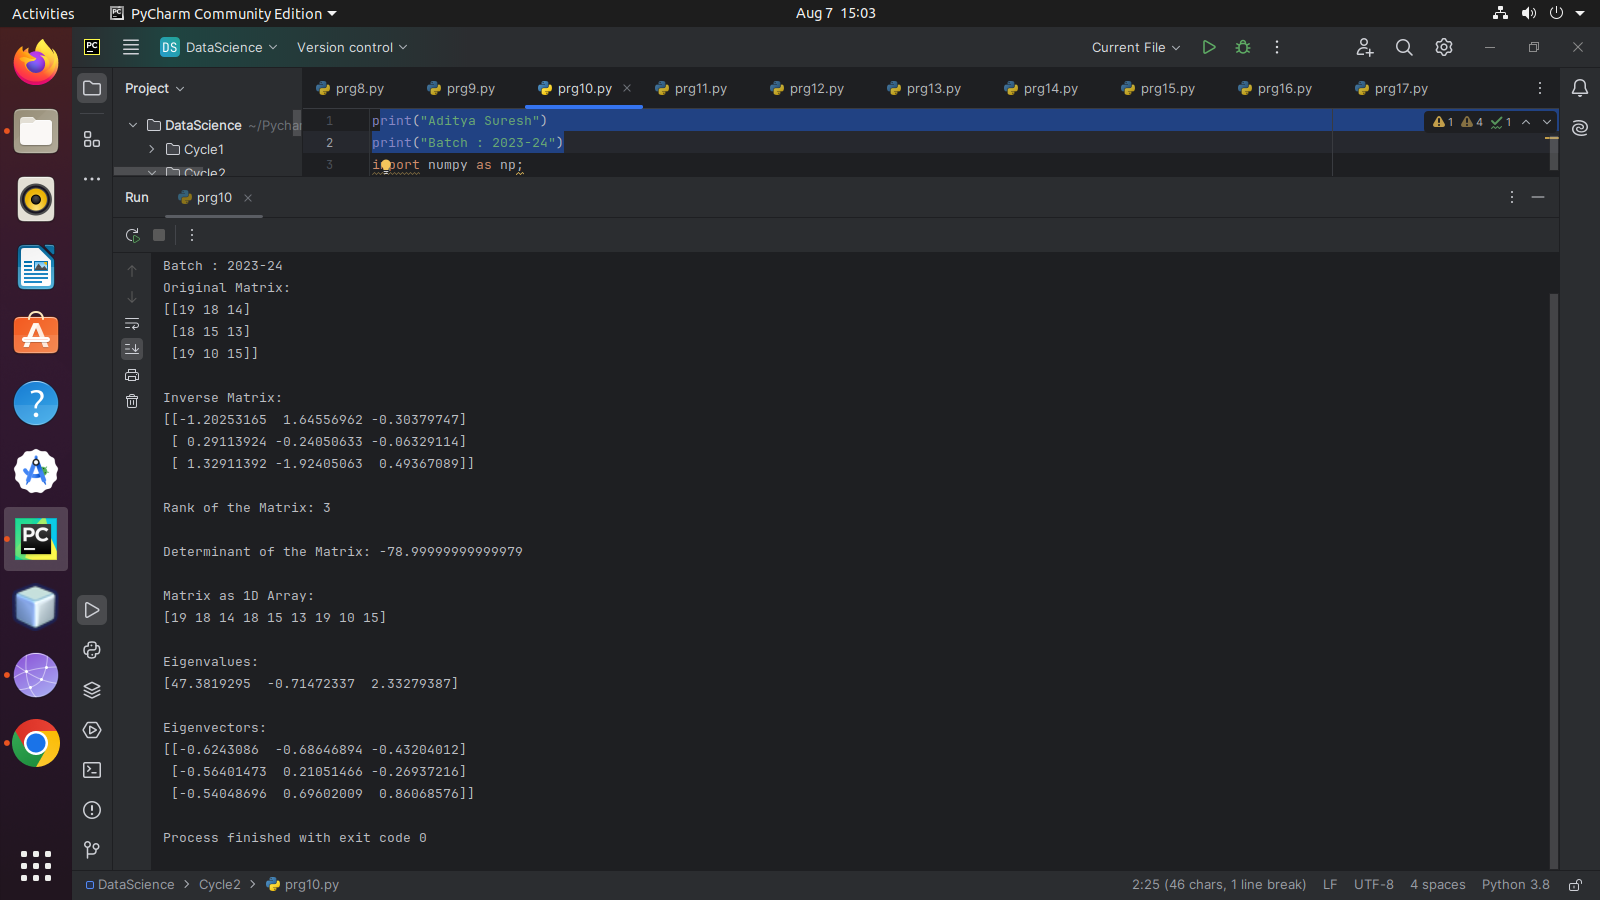 Activities PyCharm Community Edition Aug 7 15:03
PC DS DataScience Version control Current File
Project prg8.py prg9.py prg10.py prg11.py prg12.py prg13.py prg14.py prg15.py prg16.py prg17.py
DataScience ~/Pychar 1 print("Aditya Suresh") 1 4 1
Cycle1 2 print("Batch : 2023-24")
Cycle2 3 import numpy as np;
Run prg10
Batch : 2023-24
Original Matrix:
[[19 18 14]
[18 15 13]
[19 10 15]]
Inverse Matrix:
[[-1.20253165 1.64556962 -0.30379747]
[ 0.29113924 -0.24050633 -0.06329114]
[ 1.32911392 -1.92405063 0.49367089]]
Rank of the Matrix: 3
Determinant of the Matrix: -78.99999999999979
Matrix as 1D Array:
[19 18 14 18 15 13 19 10 15]
Eigenvalues:
[47.3819295 -0.71472337 2.33279387]
Eigenvectors:
[[-0.6243086 -0.68646894 -0.43204012]
[-0.56401473 0.21051466 -0.26937216]
[-0.54048696 0.69602009 0.86068576]]
Process finished with exit code 0
PC
DataScience > Cycle2 > prg10.py 2:25 (46 chars, 1 line break) LF UTF-8 4 spaces Python 3.8